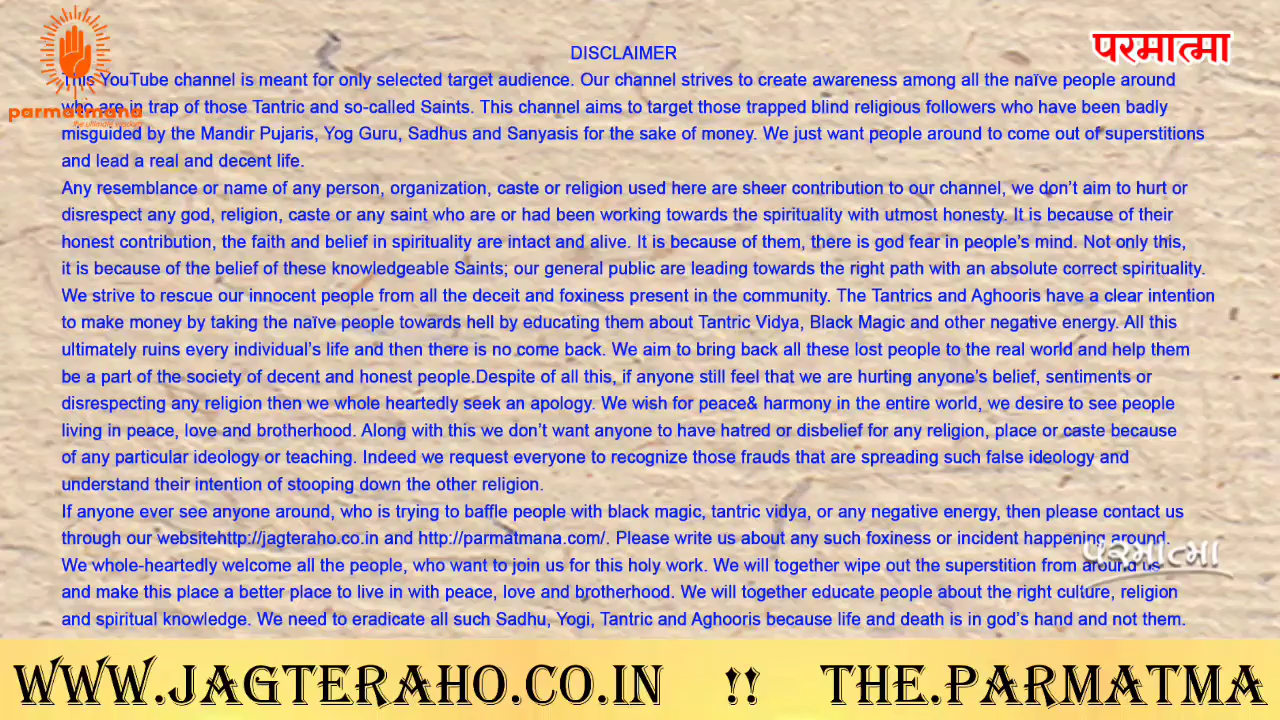 DISCLAIMER
परमात्मा
This YouTube channel is meant for only selected target audience. Our channel strives to create awareness among all the naïve people around
who are in trap of those Tantric and so-called Saints. This channel aims to target those trapped blind religious followers who have been badly
parmatmana
the ultimate wisdom
misguided by the Mandir Pujaris, Yog Guru, Sadhus and Sanyasis for the sake of money. We just want people around to come out of superstitions
and lead a real and decent life.
Any resemblance or name of any person, organization, caste or religion used here are sheer contribution to our channel, we don’t aim to hurt or
disrespect any god, religion, caste or any saint who are or had been working towards the spirituality with utmost honesty. It is because of their
honest contribution, the faith and belief in spirituality are intact and alive. It is because of them, there is god fear in people’s mind. Not only this,
it is because of the belief of these knowledgeable Saints; our general public are leading towards the right path with an absolute correct spirituality.
We strive to rescue our innocent people from all the deceit and foxiness present in the community. The Tantrics and Aghooris have a clear intention
to make money by taking the naïve people towards hell by educating them about Tantric Vidya, Black Magic and other negative energy. All this
ultimately ruins every individual’s life and then there is no come back. We aim to bring back all these lost people to the real world and help them
be a part of the society of decent and honest people.Despite of all this, if anyone still feel that we are hurting anyone’s belief, sentiments or
disrespecting any religion then we whole heartedly seek an apology. We wish for peace& harmony in the entire world, we desire to see people
living in peace, love and brotherhood. Along with this we don’t want anyone to have hatred or disbelief for any religion, place or caste because
of any particular ideology or teaching. Indeed we request everyone to recognize those frauds that are spreading such false ideology and
understand their intention of stooping down the other religion.
If anyone ever see anyone around, who is trying to baffle people with black magic, tantric vidya, or any negative energy, then please contact us
through our websitehttp://jagteraho.co.in and http://parmatmana.com/. Please write us about any such foxiness or incident happening around.
પરમાત્મા
We whole-heartedly welcome all the people, who want to join us for this holy work. We will together wipe out the superstition from around us
and make this place a better place to live in with peace, love and brotherhood. We will together educate people about the right culture, religion
and spiritual knowledge. We need to eradicate all such Sadhu, Yogi, Tantric and Aghooris because life and death is in god’s hand and not them.
WWW.JAGTERAHO.CO.IN !! THE.PARMATMA